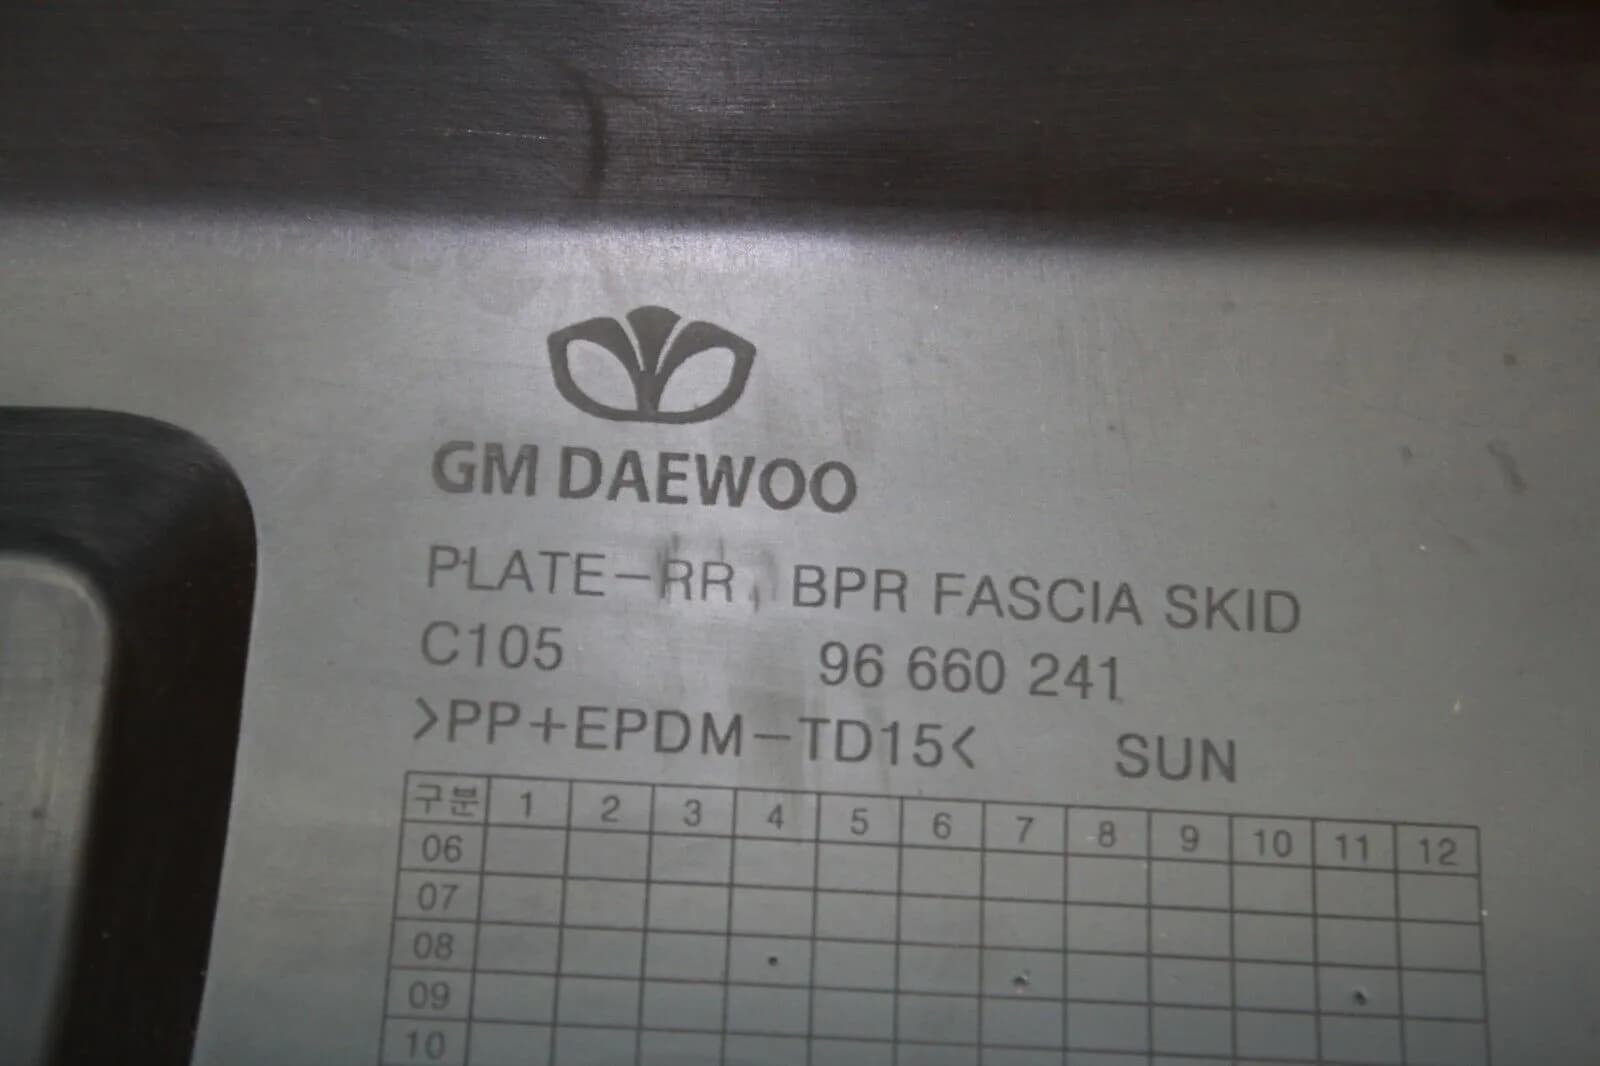 GM DAEWOO
PLATE-RR, BPR FASCIA SKID
C105 96 660 241
>PP+EPDM-TD15< SUN
구분 1 2 3 4 5 6 7 8 9 10 11 12
06
07
08
09
10